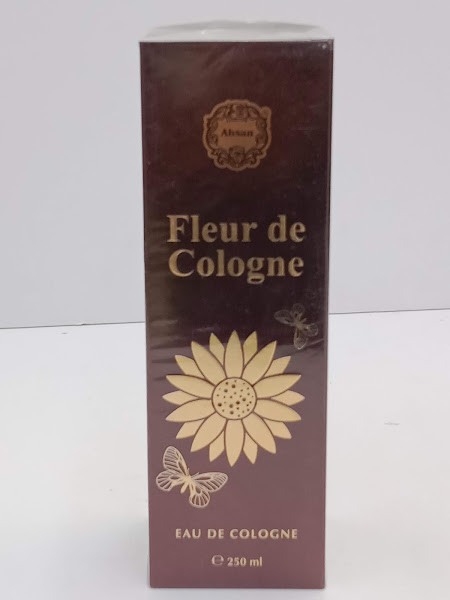 Ahsan
Fleur de
Cologne
EAU DE COLOGNE
℮ 250 ml